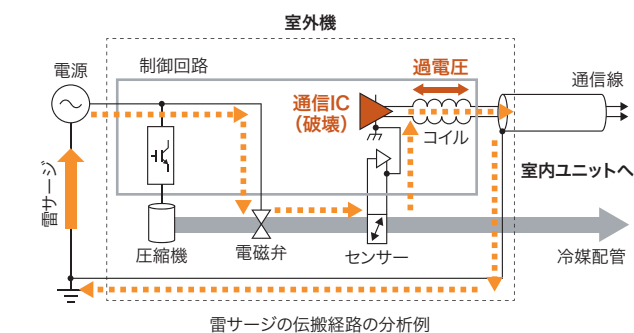 室外機
電源
制御回路
過電圧
通信IC
（破壊）
コイル
通信線
室内ユニットへ
雷サージ
圧縮機
電磁弁
センサー
冷媒配管
雷サージの伝搬経路の分析例